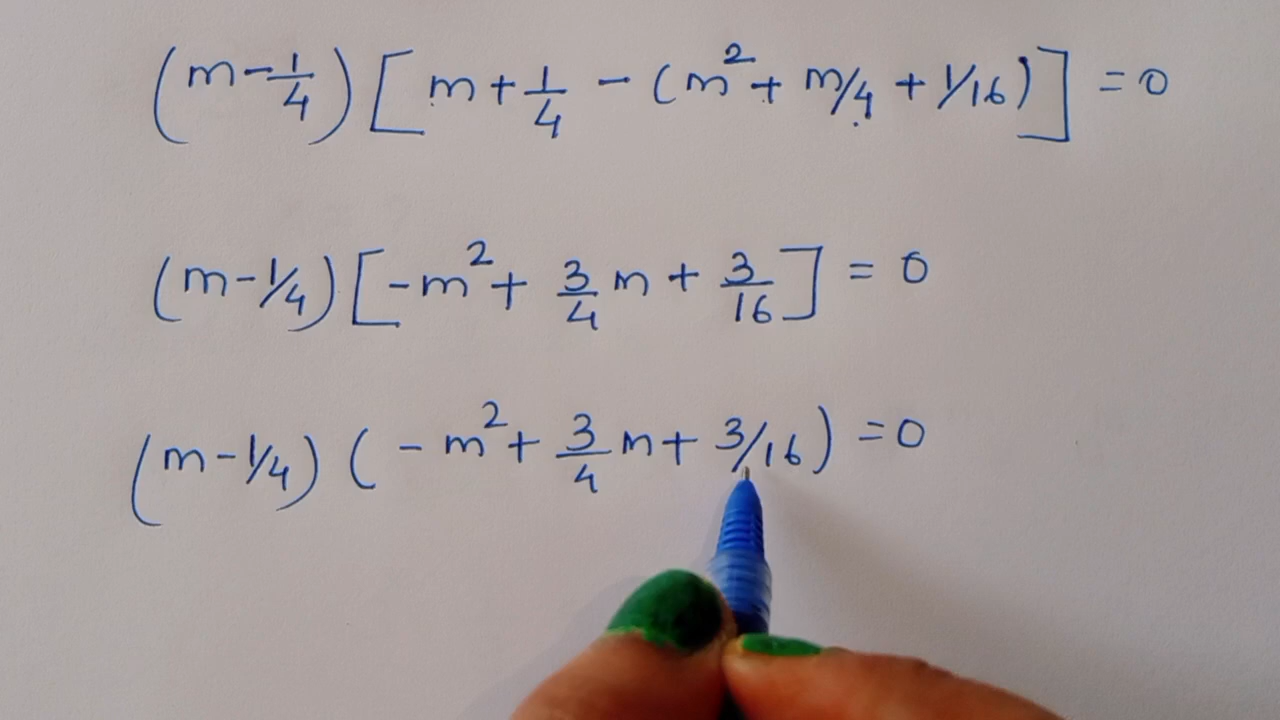 (m - 1/4) [m + 1/4 - (m² + m/4 + 1/16)] = 0
(m - 1/4) [-m² + 3/4 m + 3/16] = 0
(m - 1/4) (-m² + 3/4 m + 3/16) = 0